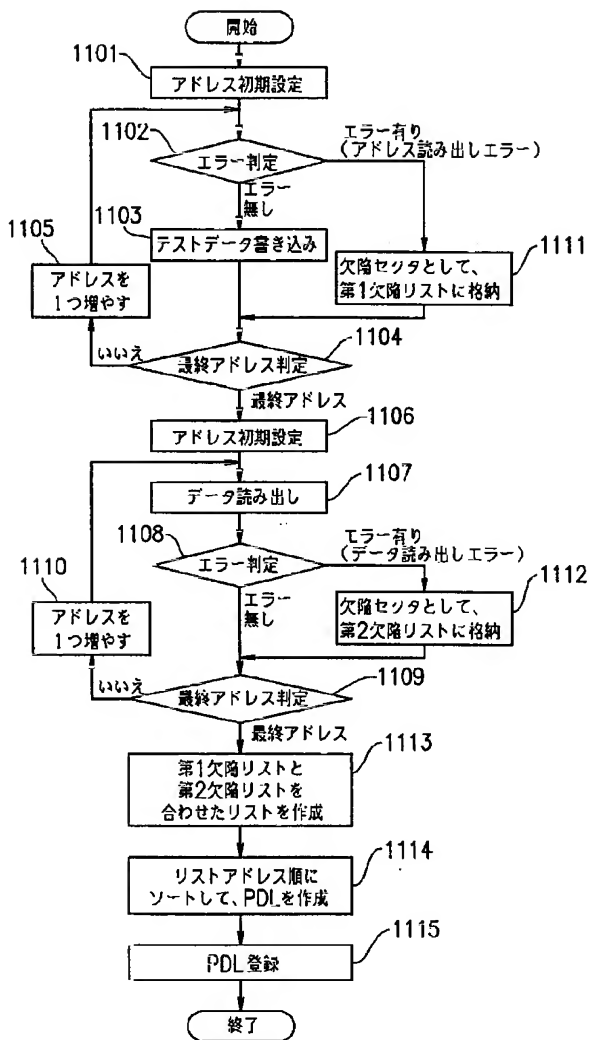 開始
1101
アドレス初期設定
1102
エラー判定
エラー有り
(アドレス読み出しエラー)
エラー
無し
1103
テストデータ書き込み
1105
アドレスを
1つ増やす
欠陥セクタとして、
第1欠陥リストに格納
1111
いいえ
最終アドレス判定
1104
最終アドレス
アドレス初期設定
1106
データ読み出し
1107
1108
エラー判定
エラー有り
(データ読み出しエラー)
エラー
無し
1110
アドレスを
1つ増やす
欠陥セクタとして、
第2欠陥リストに格納
1112
いいえ
最終アドレス判定
1109
最終アドレス
第1欠陥リストと
第2欠陥リストを
合わせたリストを作成
1113
リストアドレス順に
ソートして、PDLを作成
1114
PDL登録
1115
終了